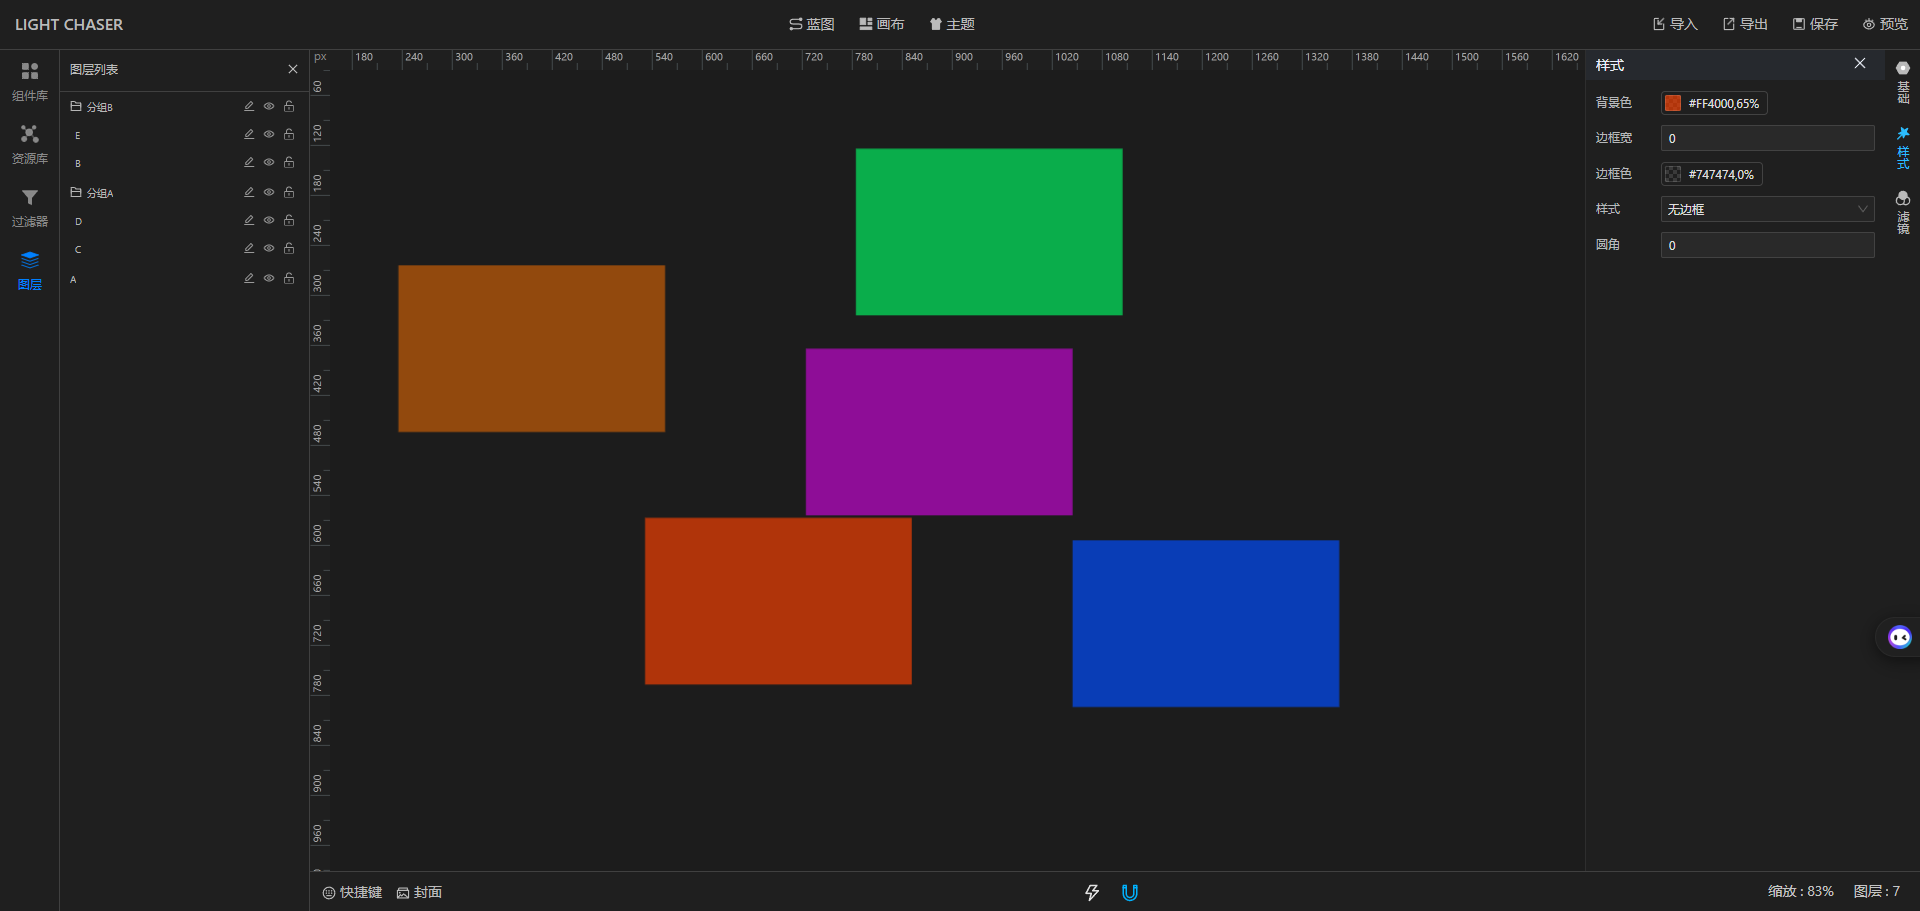 LIGHT CHASER
蓝图 画布 主题
导入 导出 保存 预览
组件库
资源库
过滤器
图层
图层列表
分组B
E
B
分组A
D
C
A
px
180 240 300 360 420 480 540 600 660 720 780 840 900 960 1020 1080 1140 1200 1260 1320 1380 1440 1500 1560 1620
60
120
180
240
300
360
420
480
540
600
660
720
780
840
900
960
样式
背景色 #FF4000,65%
边框宽 0
边框色 #747474,0%
样式 无边框
圆角 0
基础
样式
滤镜
快捷键 封面
缩放 : 83% 图层 : 7